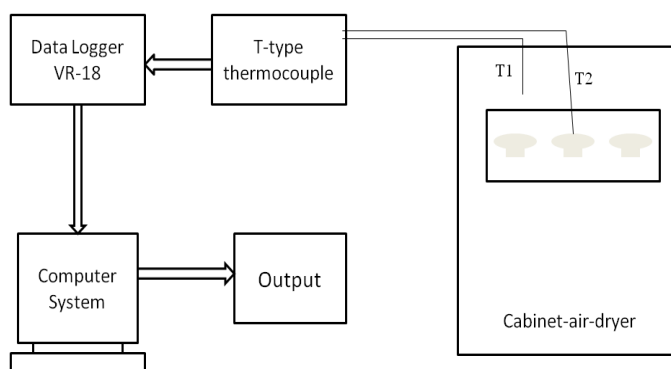 Data Logger
VR-18
T-type
thermocouple
T1
T2
Computer
System
Output
Cabinet-air-dryer